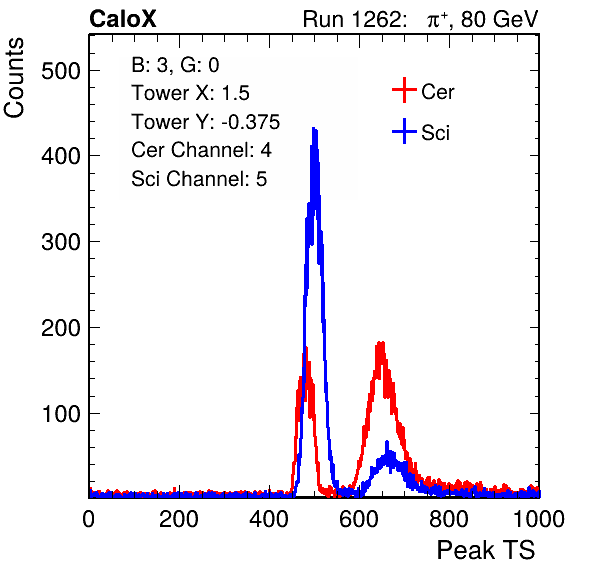 CaloX
Run 1262: π+, 80 GeV
Counts
B: 3, G: 0
Tower X: 1.5
Tower Y: -0.375
Cer Channel: 4
Sci Channel: 5
Cer
Sci
500
400
300
200
100
0 200 400 600 800 1000
Peak TS